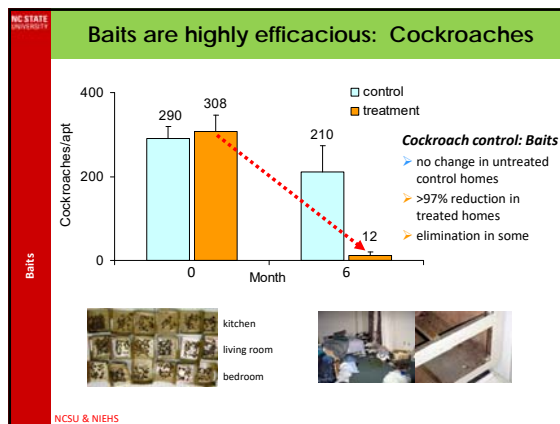 NC STATE
UNIVERSITY
Baits are highly efficacious: Cockroaches
Cockroaches/apt
400
200
0
290
308
210
12
0
6
Month
control
treatment
Cockroach control: Baits
no change in untreated
control homes
>97% reduction in
treated homes
elimination in some
Baits
kitchen
living room
bedroom
NCSU & NIEHS